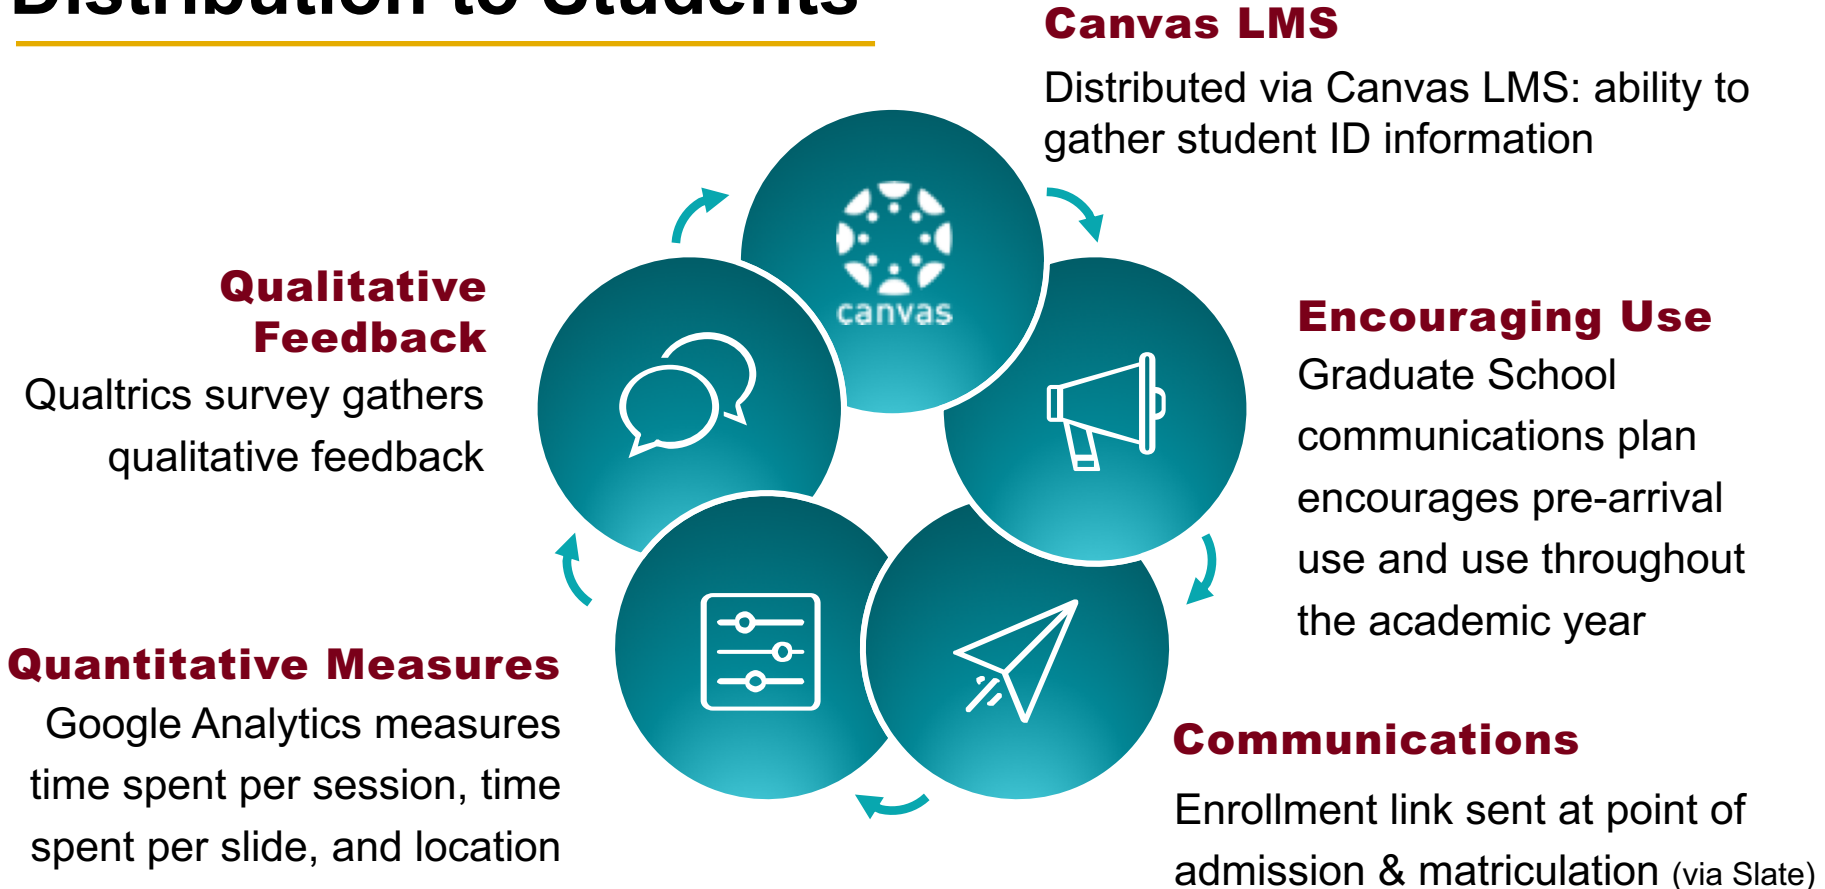 Distribution to Students
Canvas LMS
Distributed via Canvas LMS: ability to
gather student ID information
canvas
Qualitative
Feedback
Qualtrics survey gathers
qualitative feedback
Encouraging Use
Graduate School
communications plan
encourages pre-arrival
use and use throughout
the academic year
Quantitative Measures
Google Analytics measures
time spent per session, time
spent per slide, and location
Communications
Enrollment link sent at point of
admission & matriculation (via Slate)